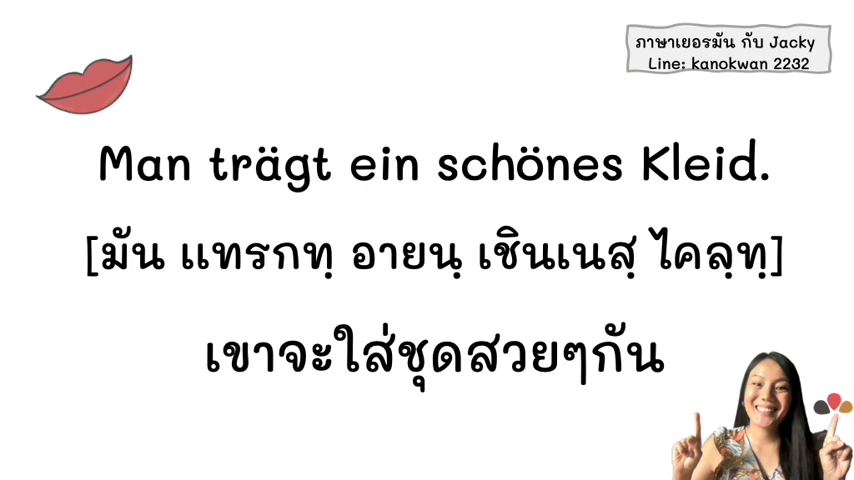 ภาษาเยอรมัน กับ Jacky
Line: kanokwan 2232
Man trägt ein schönes Kleid.
[มัน แทรกทฺ อายนฺ เชินเนสฺ ไคลฺทฺ]
เขาจะใส่ชุดสวยๆกัน